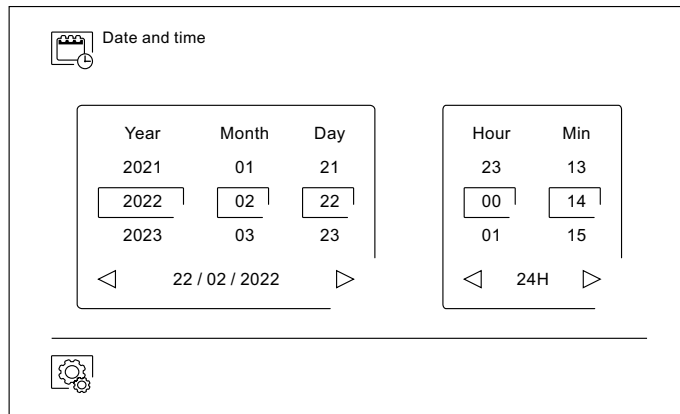 Date and time
Year Month Day Hour Min
2021 01 21 23 13
2022 02 22 00 14
2023 03 23 01 15
22 / 02 / 2022 24H